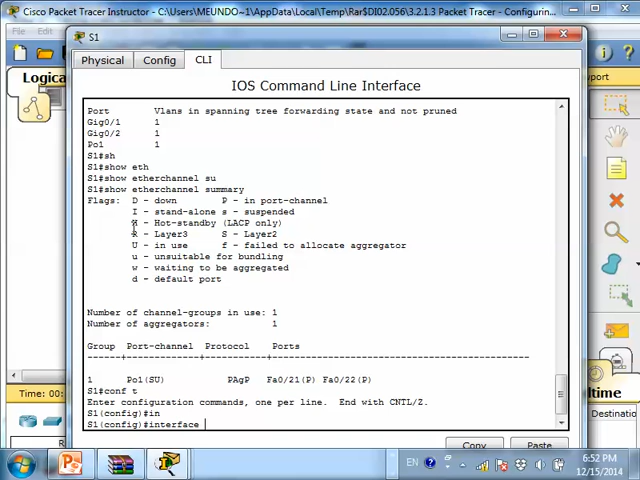 Cisco Packet Tracer Instructor - C:\Users\MEUNDO~1\AppData\Local\Temp\Rar$DI02.056\3.2.1.3 Packet Tracer - Configurin...
File
S1
Logical
Physical
Config
CLI
IOS Command Line Interface
Port        Vlans in spanning tree forwarding state and not pruned
Gig0/1      1
Gig0/2      1
Po1         1
S1#sh
S1#show eth
S1#show etherchannel su
S1#show etherchannel summary
Flags:  D - down        P - in port-channel
I - stand-alone s - suspended
H - Hot-standby (LACP only)
R - Layer3      S - Layer2
U - in use      f - failed to allocate aggregator
u - unsuitable for bundling
w - waiting to be aggregated
d - default port
Number of channel-groups in use: 1
Number of aggregators:           1
Group  Port-channel  Protocol    Ports
------+-------------+-----------+----------------------------------------------
1      Po1(SU)           PAgP   Fa0/21(P) Fa0/22(P)
S1#conf t
Enter configuration commands, one per line.  End with CNTL/Z.
S1(config)#in
S1(config)#interface
Copy
Paste
Time: 00:
Destinatio
EN
6:52 PM
12/15/2014